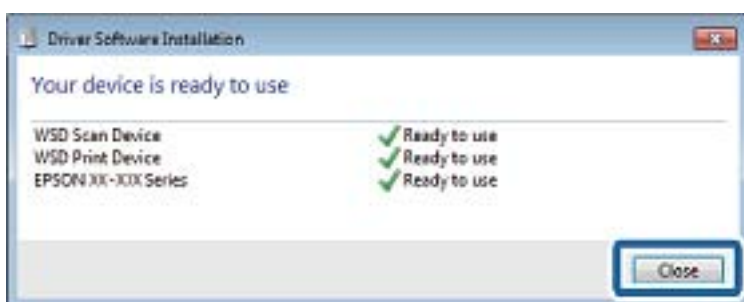 Driver Software Installation
Your device is ready to use
WSD Scan Device Ready to use
WSD Print Device Ready to use
EPSON XX-XXX Series Ready to use
Close